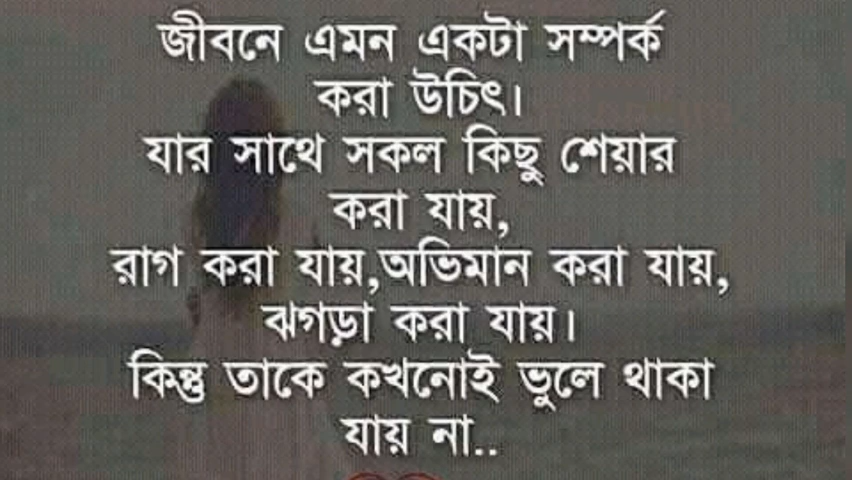 জীবনে এমন একটা সম্পর্ক
করা উচিৎ।
যার সাথে সকল কিছু শেয়ার
করা যায়,
রাগ করা যায়,অভিমান করা যায়,
ঝগড়া করা যায়।
কিন্তু তাকে কখনোই ভুলে থাকা
যায় না..